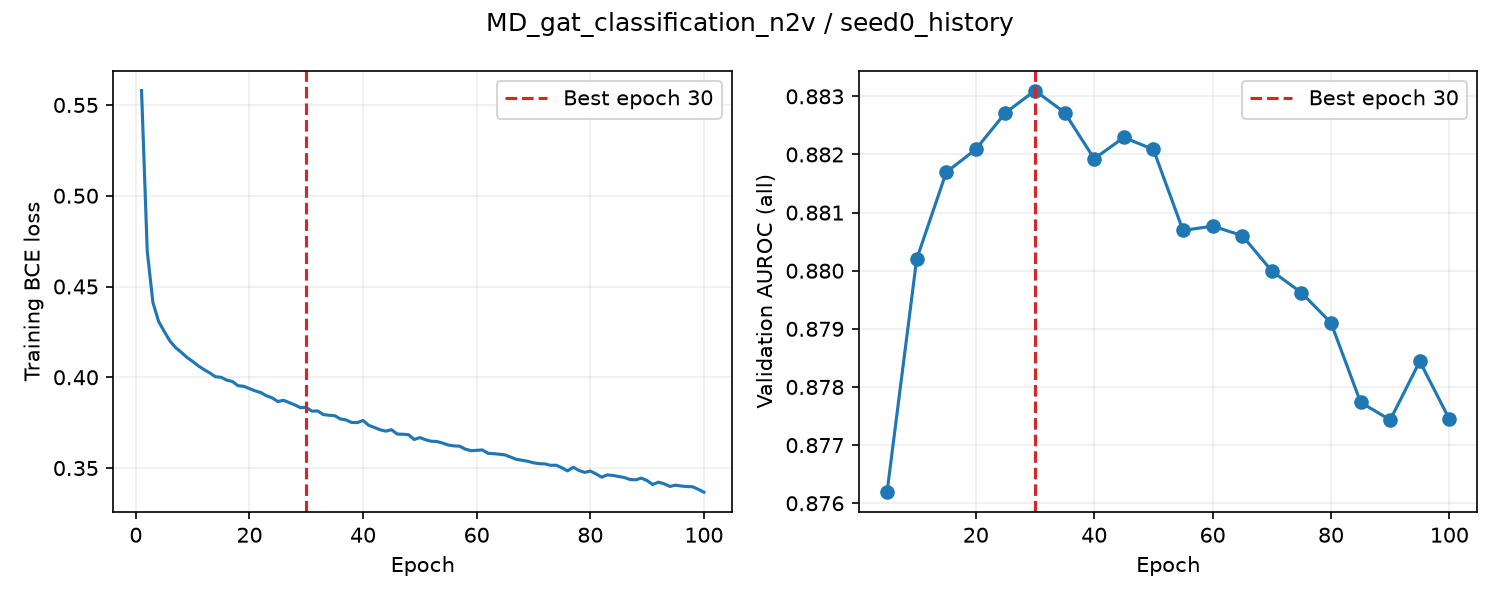 MD_gat_classification_n2v / seed0_history
Training BCE loss
0.55
0.50
0.45
0.40
0.35
Best epoch 30
0 20 40 60 80 100
Epoch
Validation AUROC (all)
0.883
0.882
0.881
0.880
0.879
0.878
0.877
0.876
Best epoch 30
20 40 60 80 100
Epoch